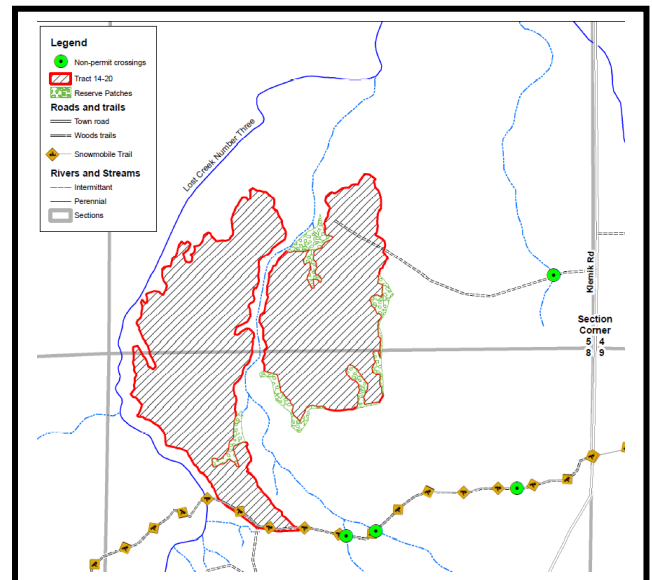 Legend
Non-permit crossings
Tract 14-20
Reserve Patches
Roads and trails
Town road
Woods trails
Snowmobile Trail
Rivers and Streams
Intermittant
Perennial
Sections
Lost Creek Number Three
Klemik Rd
Section
Corner
5 4
8 9